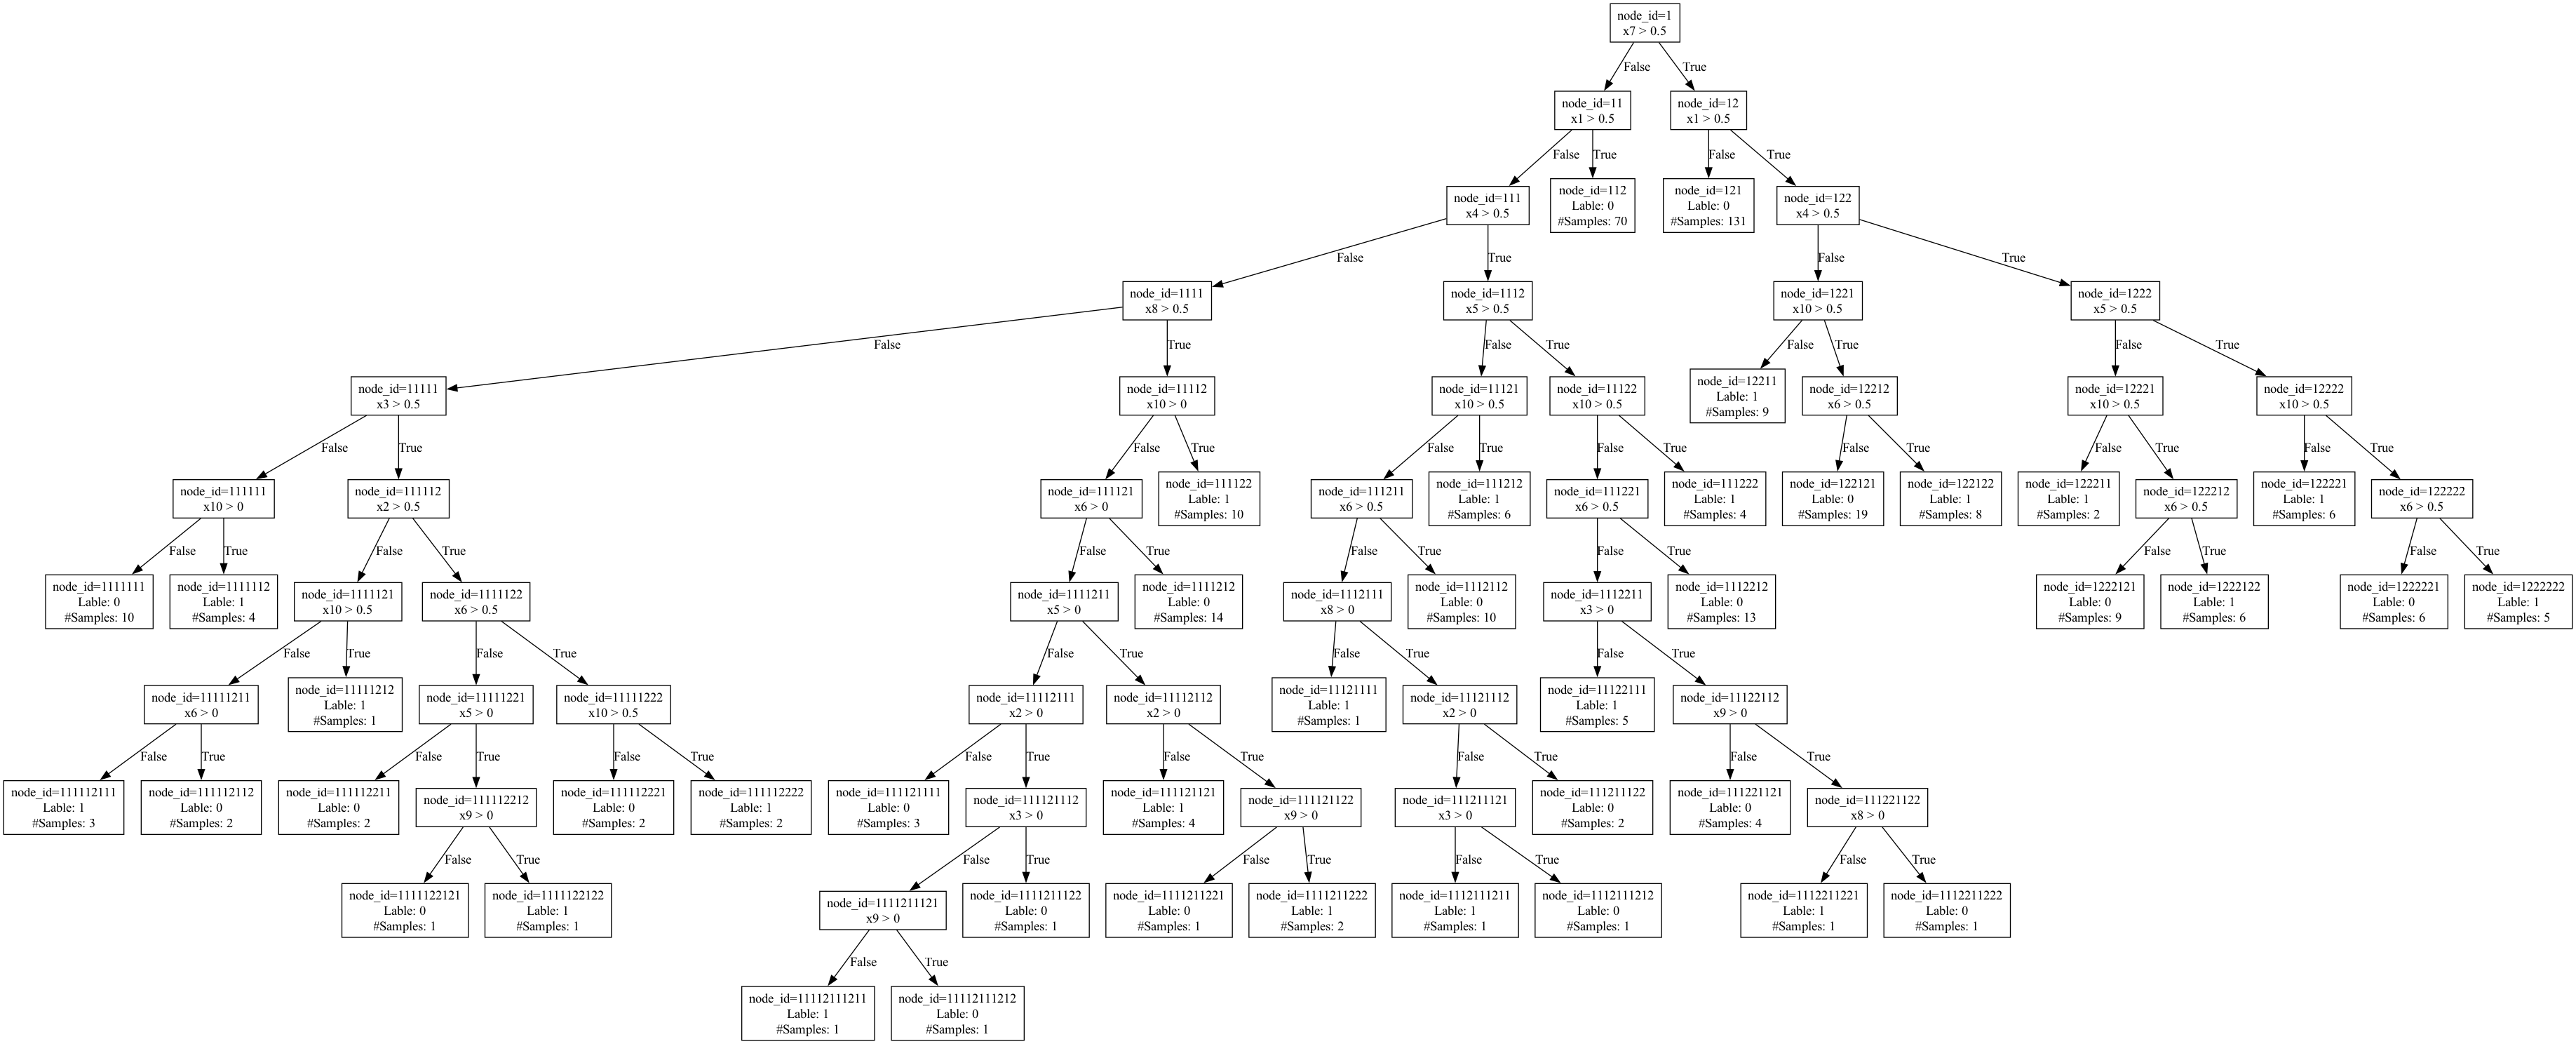 node_id=1
x7 > 0.5
False
True
node_id=11
x1 > 0.5
node_id=12
x1 > 0.5
False
True
False
True
node_id=111
x4 > 0.5
node_id=112
Lable: 0
#Samples: 70
node_id=121
Lable: 0
#Samples: 131
node_id=122
x4 > 0.5
False
True
False
True
node_id=1111
x8 > 0.5
node_id=1112
x5 > 0.5
node_id=1221
x10 > 0.5
node_id=1222
x5 > 0.5
False
True
False
True
False
True
False
True
node_id=11111
x3 > 0.5
node_id=11112
x10 > 0
node_id=11121
x10 > 0.5
node_id=11122
x10 > 0.5
node_id=12211
Lable: 1
#Samples: 9
node_id=12212
x6 > 0.5
node_id=12221
x10 > 0.5
node_id=12222
x10 > 0.5
False
True
False
True
False
True
False
True
False
True
False
True
False
True
node_id=111111
x10 > 0
node_id=111112
x2 > 0.5
node_id=111121
x6 > 0
node_id=111122
Lable: 1
#Samples: 10
node_id=111211
x6 > 0.5
node_id=111212
Lable: 1
#Samples: 6
node_id=111221
x6 > 0.5
node_id=111222
Lable: 1
#Samples: 4
node_id=122121
Lable: 0
#Samples: 19
node_id=122122
Lable: 1
#Samples: 8
node_id=122211
Lable: 1
#Samples: 2
node_id=122212
x6 > 0.5
node_id=122221
Lable: 1
#Samples: 6
node_id=122222
x6 > 0.5
False
True
False
True
False
True
False
True
False
True
False
True
False
True
node_id=1111111
Lable: 0
#Samples: 10
node_id=1111112
Lable: 1
#Samples: 4
node_id=1111121
x10 > 0.5
node_id=1111122
x6 > 0.5
node_id=1111211
x5 > 0
node_id=1111212
Lable: 0
#Samples: 14
node_id=1112111
x8 > 0
node_id=1112112
Lable: 0
#Samples: 10
node_id=1112211
x3 > 0
node_id=1112212
Lable: 0
#Samples: 13
node_id=1222121
Lable: 0
#Samples: 9
node_id=1222122
Lable: 1
#Samples: 6
node_id=1222221
Lable: 0
#Samples: 6
node_id=1222222
Lable: 1
#Samples: 5
False
True
False
True
False
True
False
True
False
True
node_id=11111211
x6 > 0
node_id=11111212
Lable: 1
#Samples: 1
node_id=11111221
x5 > 0
node_id=11111222
x10 > 0.5
node_id=11112111
x2 > 0
node_id=11112112
x2 > 0
node_id=11121111
Lable: 1
#Samples: 1
node_id=11121112
x2 > 0
node_id=11122111
Lable: 1
#Samples: 5
node_id=11122112
x9 > 0
False
True
False
True
False
True
False
True
False
True
False
True
False
True
node_id=111112111
Lable: 1
#Samples: 3
node_id=111112112
Lable: 0
#Samples: 2
node_id=111112211
Lable: 0
#Samples: 2
node_id=111112212
x9 > 0
node_id=111112221
Lable: 0
#Samples: 2
node_id=111112222
Lable: 1
#Samples: 2
node_id=111121111
Lable: 0
#Samples: 3
node_id=111121112
x3 > 0
node_id=111121121
Lable: 1
#Samples: 4
node_id=111121122
x9 > 0
node_id=111211121
x3 > 0
node_id=111211122
Lable: 0
#Samples: 2
node_id=111221121
Lable: 0
#Samples: 4
node_id=111221122
x8 > 0
False
True
False
True
False
True
False
True
False
True
node_id=1111122121
Lable: 0
#Samples: 1
node_id=1111122122
Lable: 1
#Samples: 1
node_id=1111211121
x9 > 0
node_id=1111211122
Lable: 0
#Samples: 1
node_id=1111211221
Lable: 0
#Samples: 1
node_id=1111211222
Lable: 1
#Samples: 2
node_id=1112111211
Lable: 1
#Samples: 1
node_id=1112111212
Lable: 0
#Samples: 1
node_id=1112211221
Lable: 1
#Samples: 1
node_id=1112211222
Lable: 0
#Samples: 1
False
True
node_id=11112111211
Lable: 1
#Samples: 1
node_id=11112111212
Lable: 0
#Samples: 1